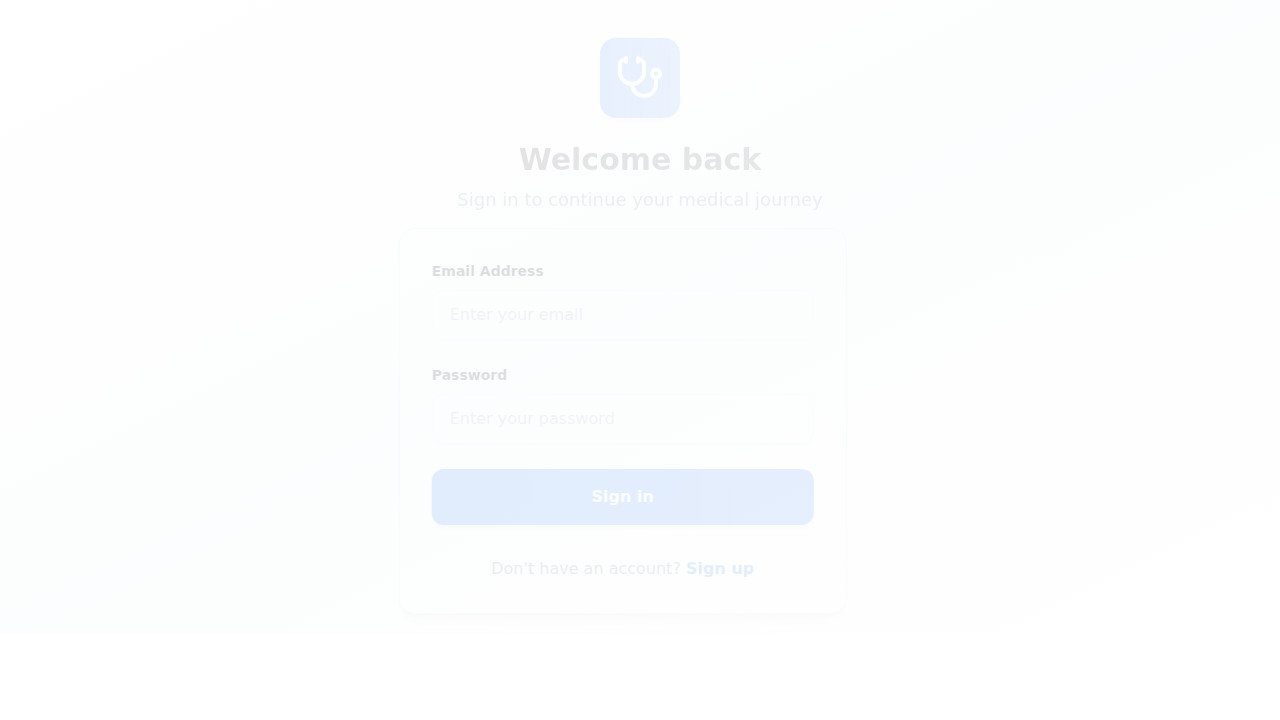 Welcome back
Sign in to continue your medical journey
Email Address
Enter your email
Password
Enter your password
Sign in
Don't have an account? Sign up